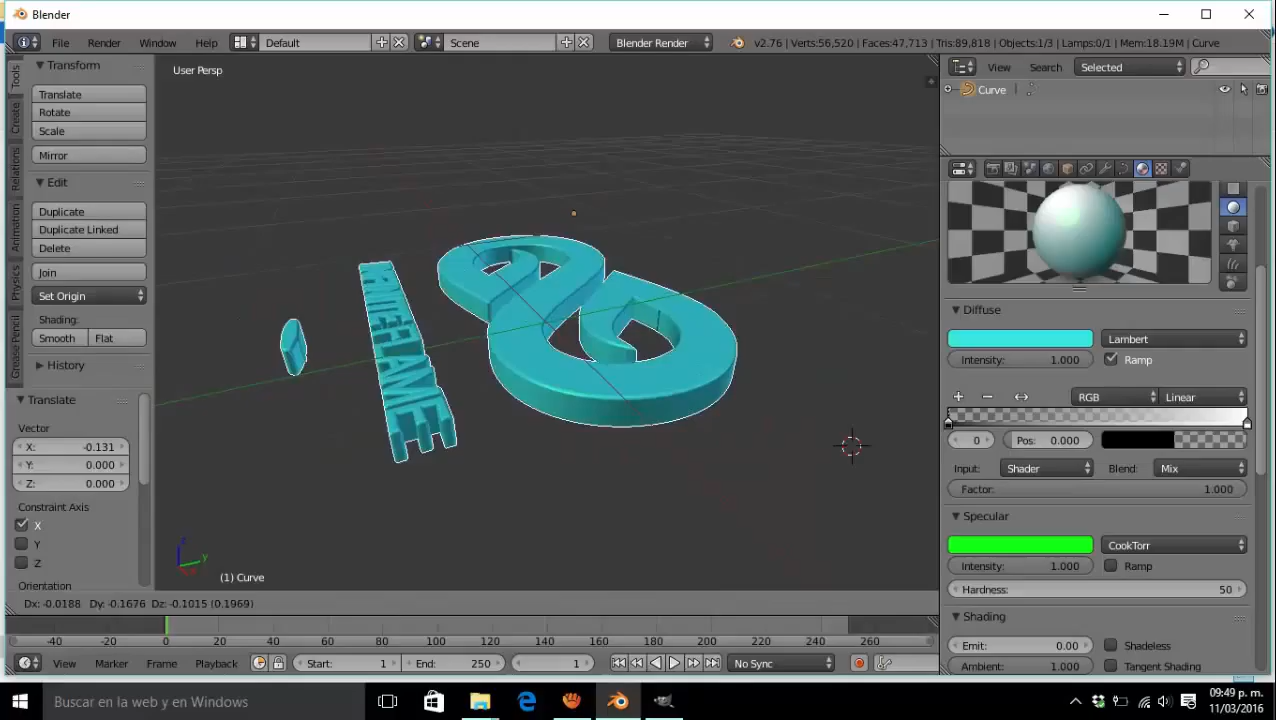 Blender
File Render Window Help Default Scene Blender Render v2.76 | Verts:56,520 | Faces:47,713 | Tris:89,818 | Objects:1/3 | Lamps:0/1 | Mem:18.19M | Curve
Tools
Create
Relations
Animation
Physics
Grease Pencil
Transform
Translate
Rotate
Scale
Mirror
Edit
Duplicate
Duplicate Linked
Delete
Join
Set Origin
Shading:
Smooth Flat
History
Translate
Vector
X: -0.131
Y: 0.000
Z: 0.000
Constraint Axis
X
Y
Z
Orientation
User Persp
z
y
(1) Curve
Dx: -0.0188 Dy: -0.1676 Dz: -0.1015 (0.1969)
View Search Selected
Curve
Diffuse
Lambert
Intensity: 1.000 Ramp
RGB Linear
0 Pos: 0.000
Input: Shader Blend: Mix
Factor: 1.000
Specular
CookTorr
Intensity: 1.000 Ramp
Hardness: 50
Shading
Emit: 0.00 Shadeless
Ambient: 1.000 Tangent Shading
-40 -20 0 20 40 60 80 100 120 140 160 180 200 220 240 260
View Marker Frame Playback Start: 1 End: 250 1 No Sync
Buscar en la web y en Windows
09:49 p. m.
11/03/2016